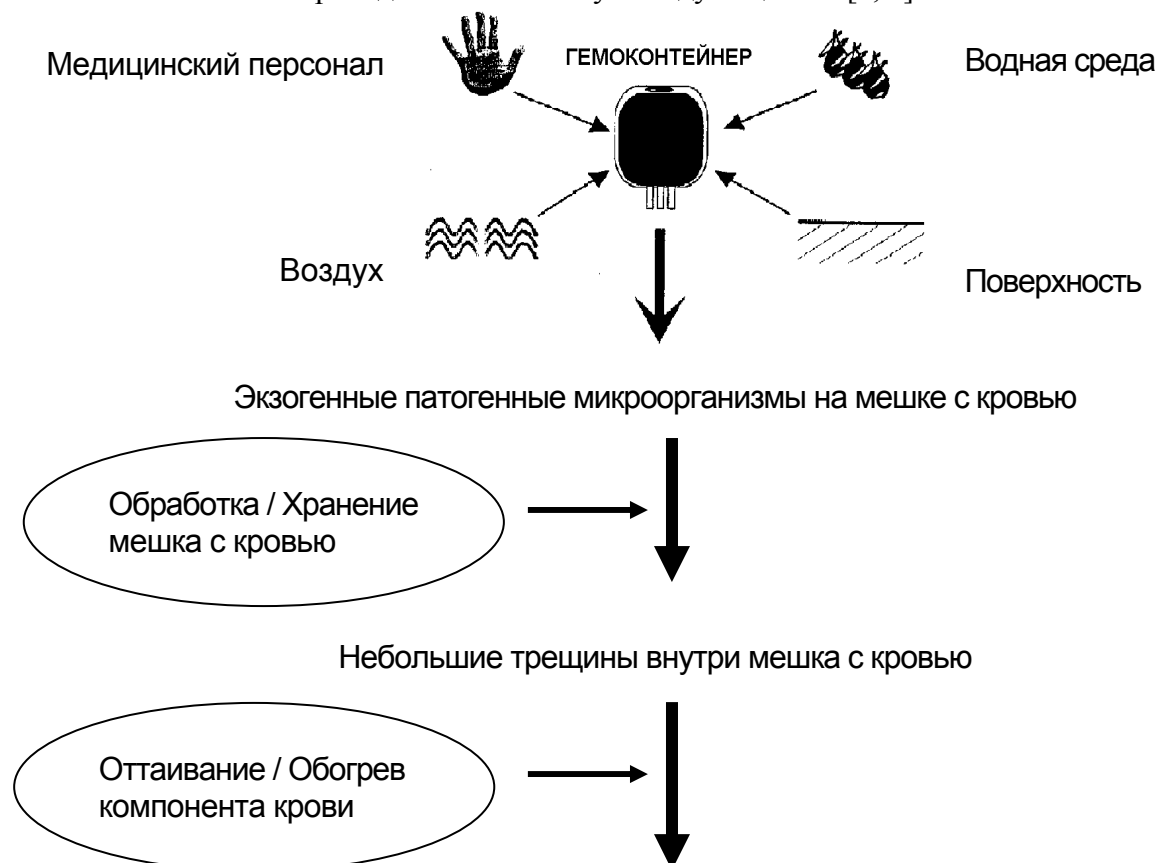 Медицинский персонал
ГЕМОКОНТЕЙНЕР
Водная среда
Воздух
Поверхность
Экзогенные патогенные микроорганизмы на мешке с кровью
Обработка / Хранение
мешка с кровью
Небольшие трещины внутри мешка с кровью
Оттаивание / Обогрев
компонента крови